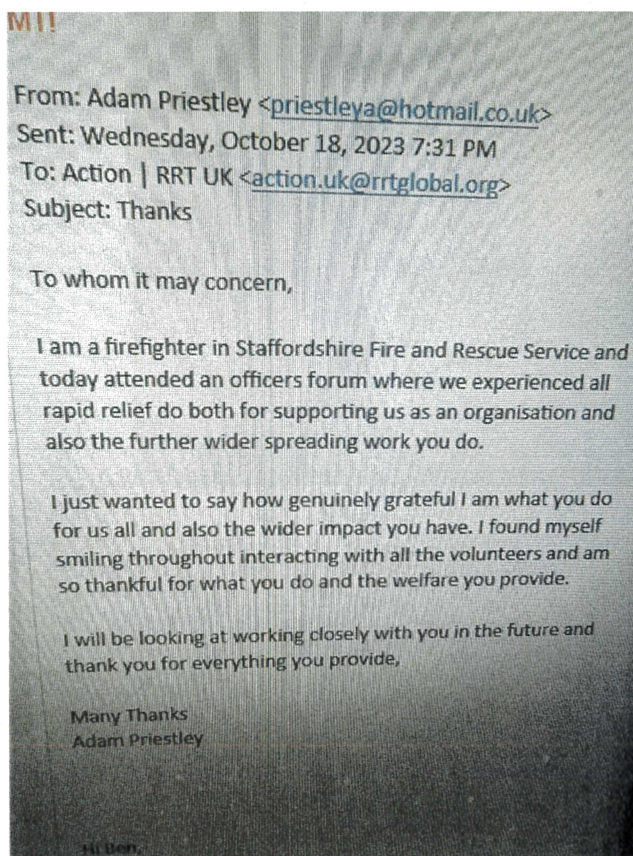 MI!
From: Adam Priestley <priestleya@hotmail.co.uk>
Sent: Wednesday, October 18, 2023 7:31 PM
To: Action | RRT UK <action.uk@rrtglobal.org>
Subject: Thanks
To whom it may concern,
I am a firefighter in Staffordshire Fire and Rescue Service and
today attended an officers forum where we experienced all
rapid relief do both for supporting us as an organisation and
also the further wider spreading work you do.
I just wanted to say how genuinely grateful I am what you do
for us all and also the wider impact you have. I found myself
smiling throughout interacting with all the volunteers and am
so thankful for what you do and the welfare you provide.
I will be looking at working closely with you in the future and
thank you for everything you provide,
Many Thanks
Adam Priestley
Hi Ben,